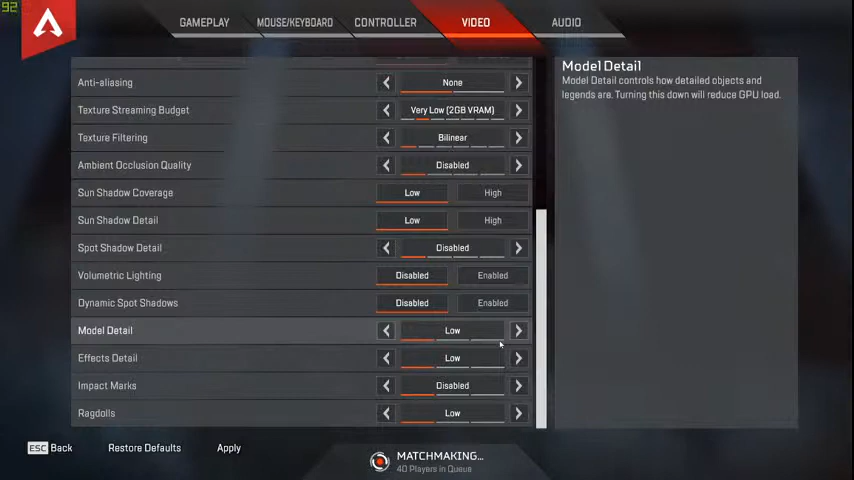 92
GAMEPLAY
MOUSE/KEYBOARD
CONTROLLER
VIDEO
AUDIO
Anti-aliasing
None
Texture Streaming Budget
Very Low (2GB VRAM)
Texture Filtering
Bilinear
Ambient Occlusion Quality
Disabled
Sun Shadow Coverage
Low
High
Sun Shadow Detail
Low
High
Spot Shadow Detail
Disabled
Volumetric Lighting
Disabled
Enabled
Dynamic Spot Shadows
Disabled
Enabled
Model Detail
Low
Effects Detail
Low
Impact Marks
Disabled
Ragdolls
Low
Model Detail
Model Detail controls how detailed objects and
legends are. Turning this down will reduce GPU load.
ESC Back
Restore Defaults
Apply
MATCHMAKING...
40 Players in Queue